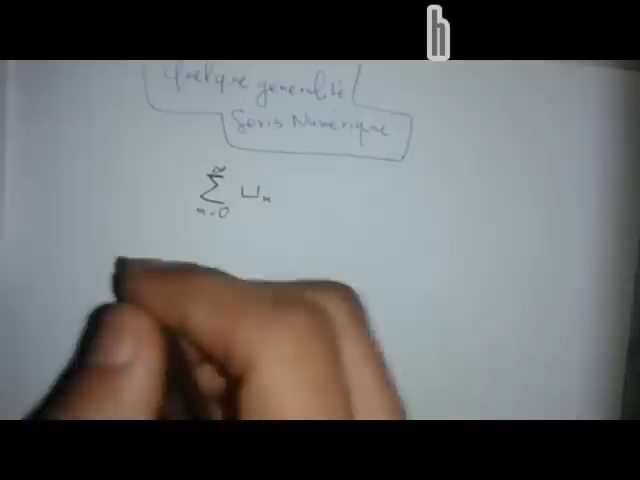 h
quelque generalité
Series Numerique
∞
∑ Un
n=0